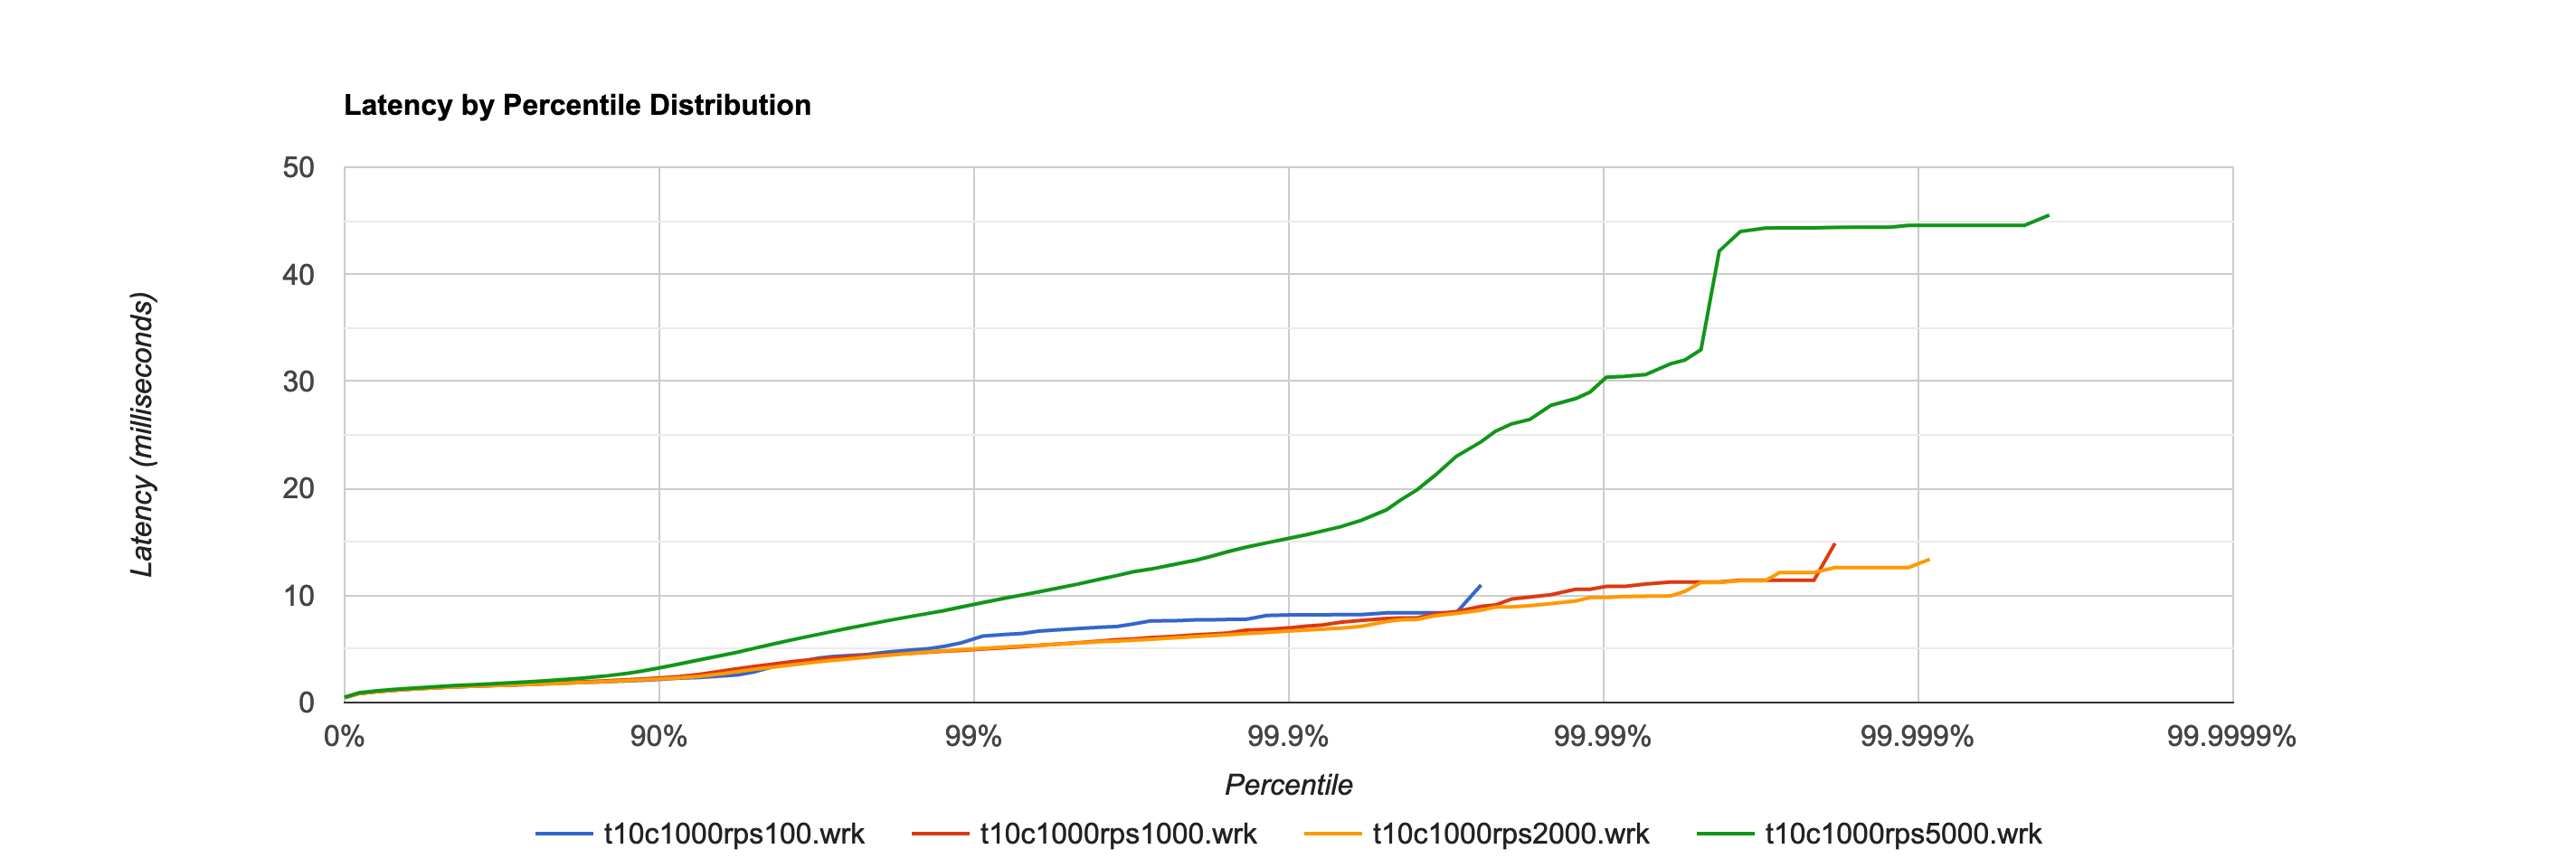 Latency by Percentile Distribution
50
40
30
20
10
0
Latency (milliseconds)
0% 90% 99% 99.9% 99.99% 99.999% 99.9999%
Percentile
t10c1000rps100.wrk t10c1000rps1000.wrk t10c1000rps2000.wrk t10c1000rps5000.wrk